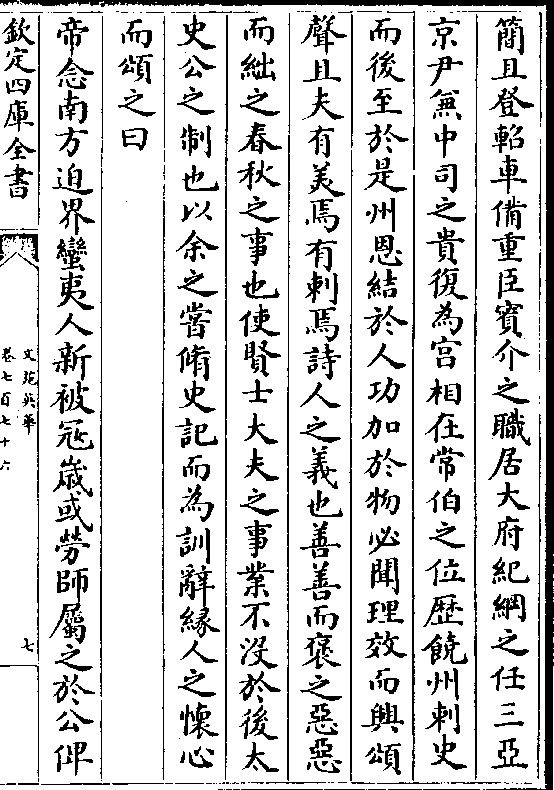 簡且登軺車備重臣賓介之職居大府紀綱之任三亞
京尹無中司之貴復為宫相在常伯之位歴饒州刺史
而後至於是州恩結於人功加於物必聞理效而興頌
聲且夫有美焉有刺焉詩人之義也善善而褒之惡惡
而絀之春秋之事也使賢士大夫之事業不没於後太
史公之制也以余之嘗脩史記而為訓辭緣人之懷心
而頌之曰
帝念南方迫界蠻夷人新被冦嵗或勞師屬之於公俾
欽定四庫全書
文苑英華
卷七百七十六
七